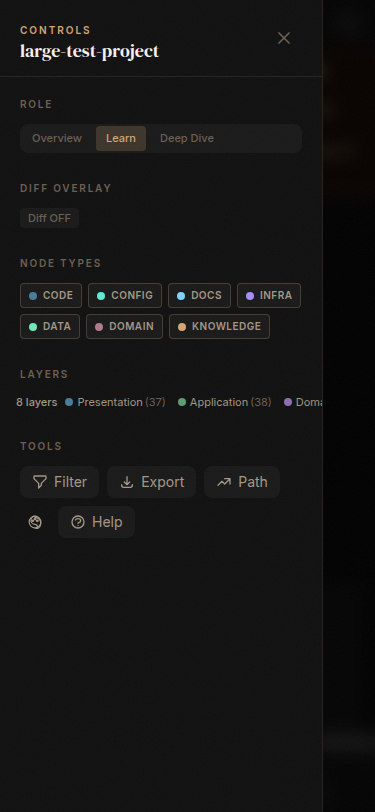 CONTROLS
large-test-project
ROLE
Overview Learn Deep Dive
DIFF OVERLAY
Diff OFF
NODE TYPES
CODE CONFIG DOCS INFRA
DATA DOMAIN KNOWLEDGE
LAYERS
8 layers Presentation (37) Application (38) Doma
TOOLS
Filter Export Path
Help